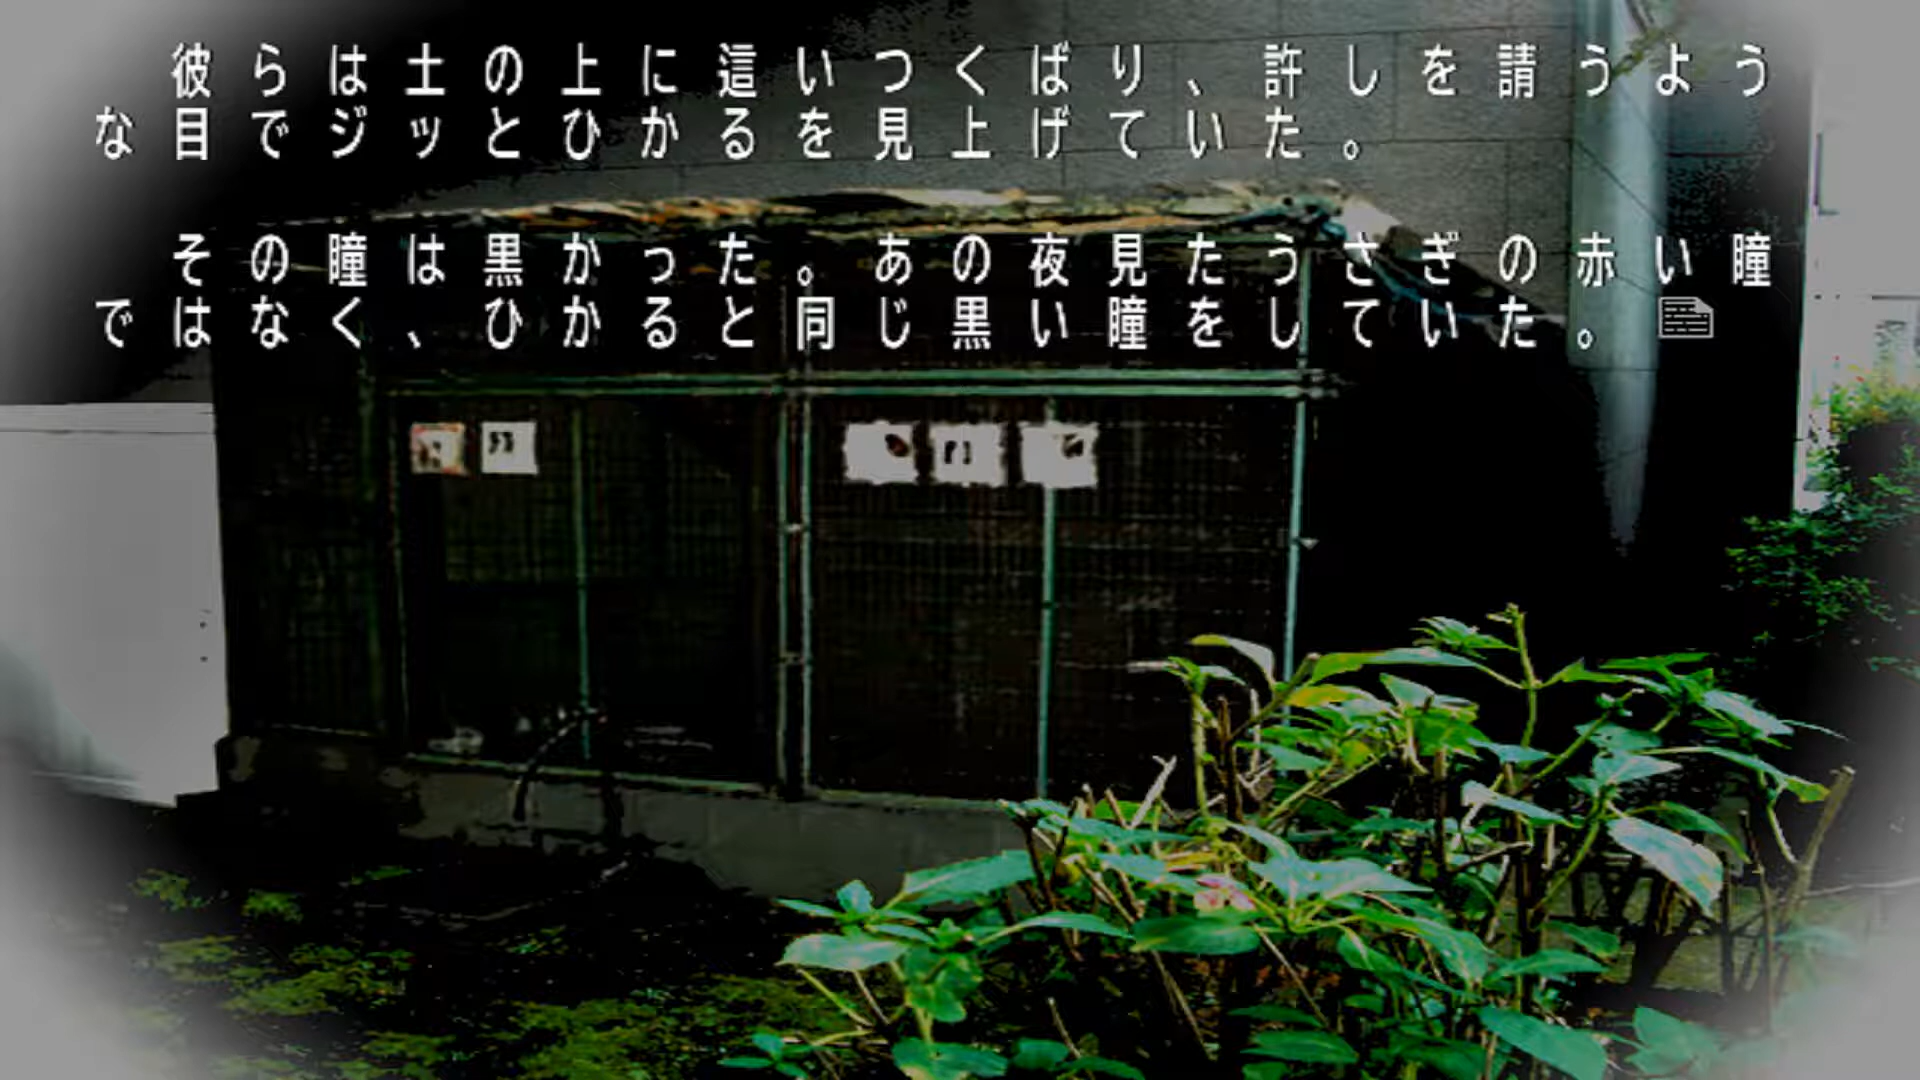 彼らは土の上に這いつくばり、許しを請うよう
な目でジッとひかるを見上げていた。
その瞳は黒かった。あの夜見たうさぎの赤い瞳
ではなく、ひかると同じ黒い瞳をしていた。